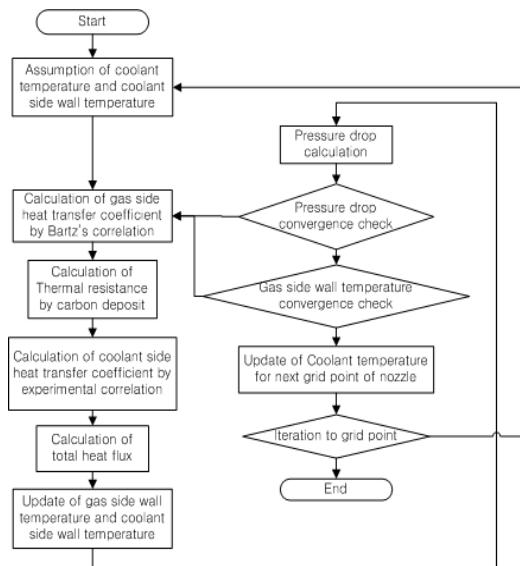 Start
Assumption of coolant
temperature and coolant
side wall temperature
Calculation of gas side
heat transfer coefficient
by Bartz's correlation
Calculation of
Thermal resistance
by carbon deposit
Calculation of coolant side
heat transfer coefficient by
experimental correlation
Calculation of
total heat flux
Update of gas side wall
temperature and coolant
side wall temperature
Pressure drop
calculation
Pressure drop
convergence check
Gas side wall temperature
convergence check
Update of Coolant temperature
for next grid point of nozzle
Iteration to grid point
End